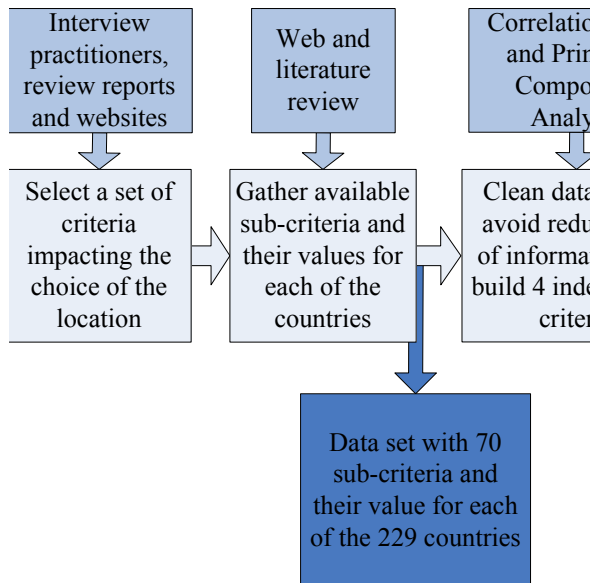 Interview
practitioners,
review reports
and websites
Web and
literature
review
Correlation
and Prin
Compo
Analy
Select a set of
criteria
impacting the
choice of the
location
Gather available
sub-criteria and
their values for
each of the
countries
Clean data
avoid redu
of informat
build 4 inde
criter
Data set with 70
sub-criteria and
their value for each
of the 229 countries